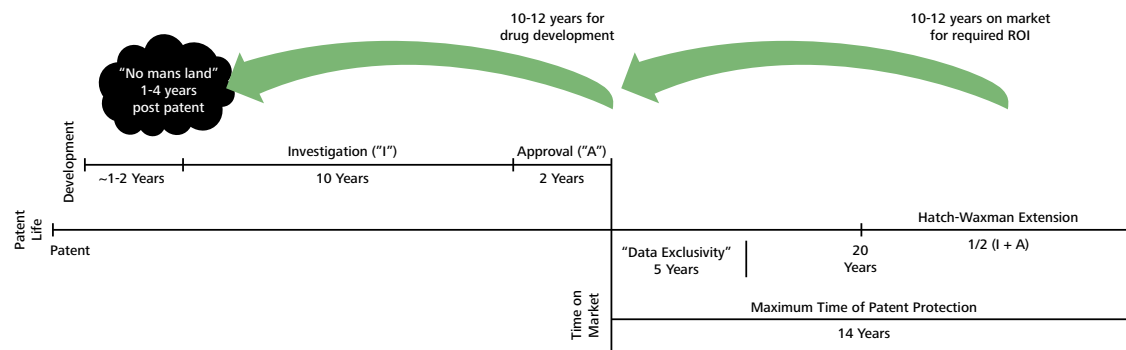 10-12 years for
drug development
10-12 years on market
for required ROI
“No mans land”
1-4 years
post patent
Development
Investigation (”I”)
Approval (”A”)
~1-2 Years
10 Years
2 Years
Patent
Life
Patent
Hatch-Waxman Extension
“Data Exclusivity”
5 Years
20
Years
1/2 (I + A)
Time on
Market
Maximum Time of Patent Protection
14 Years